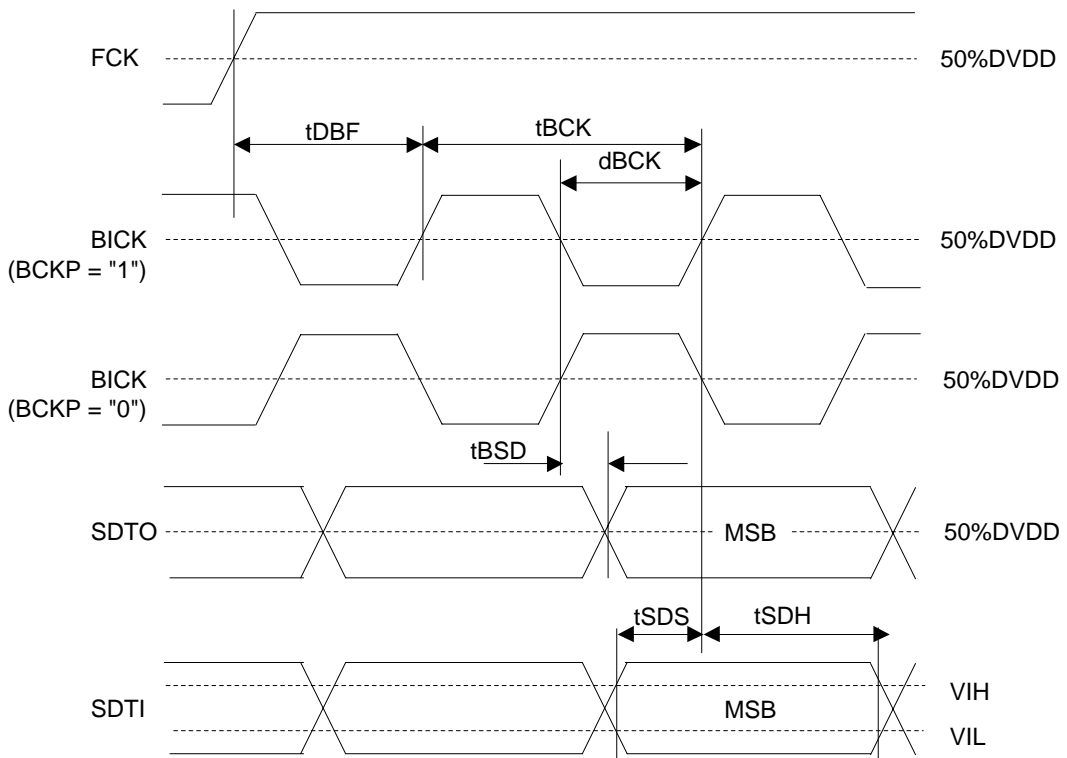 FCK
50%DVDD
tDBF
tBCK
dBCK
BICK
(BCKP = "1")
50%DVDD
BICK
(BCKP = "0")
50%DVDD
tBSD
SDTO
MSB
50%DVDD
tSDS
tSDH
SDTI
MSB
VIH
VIL